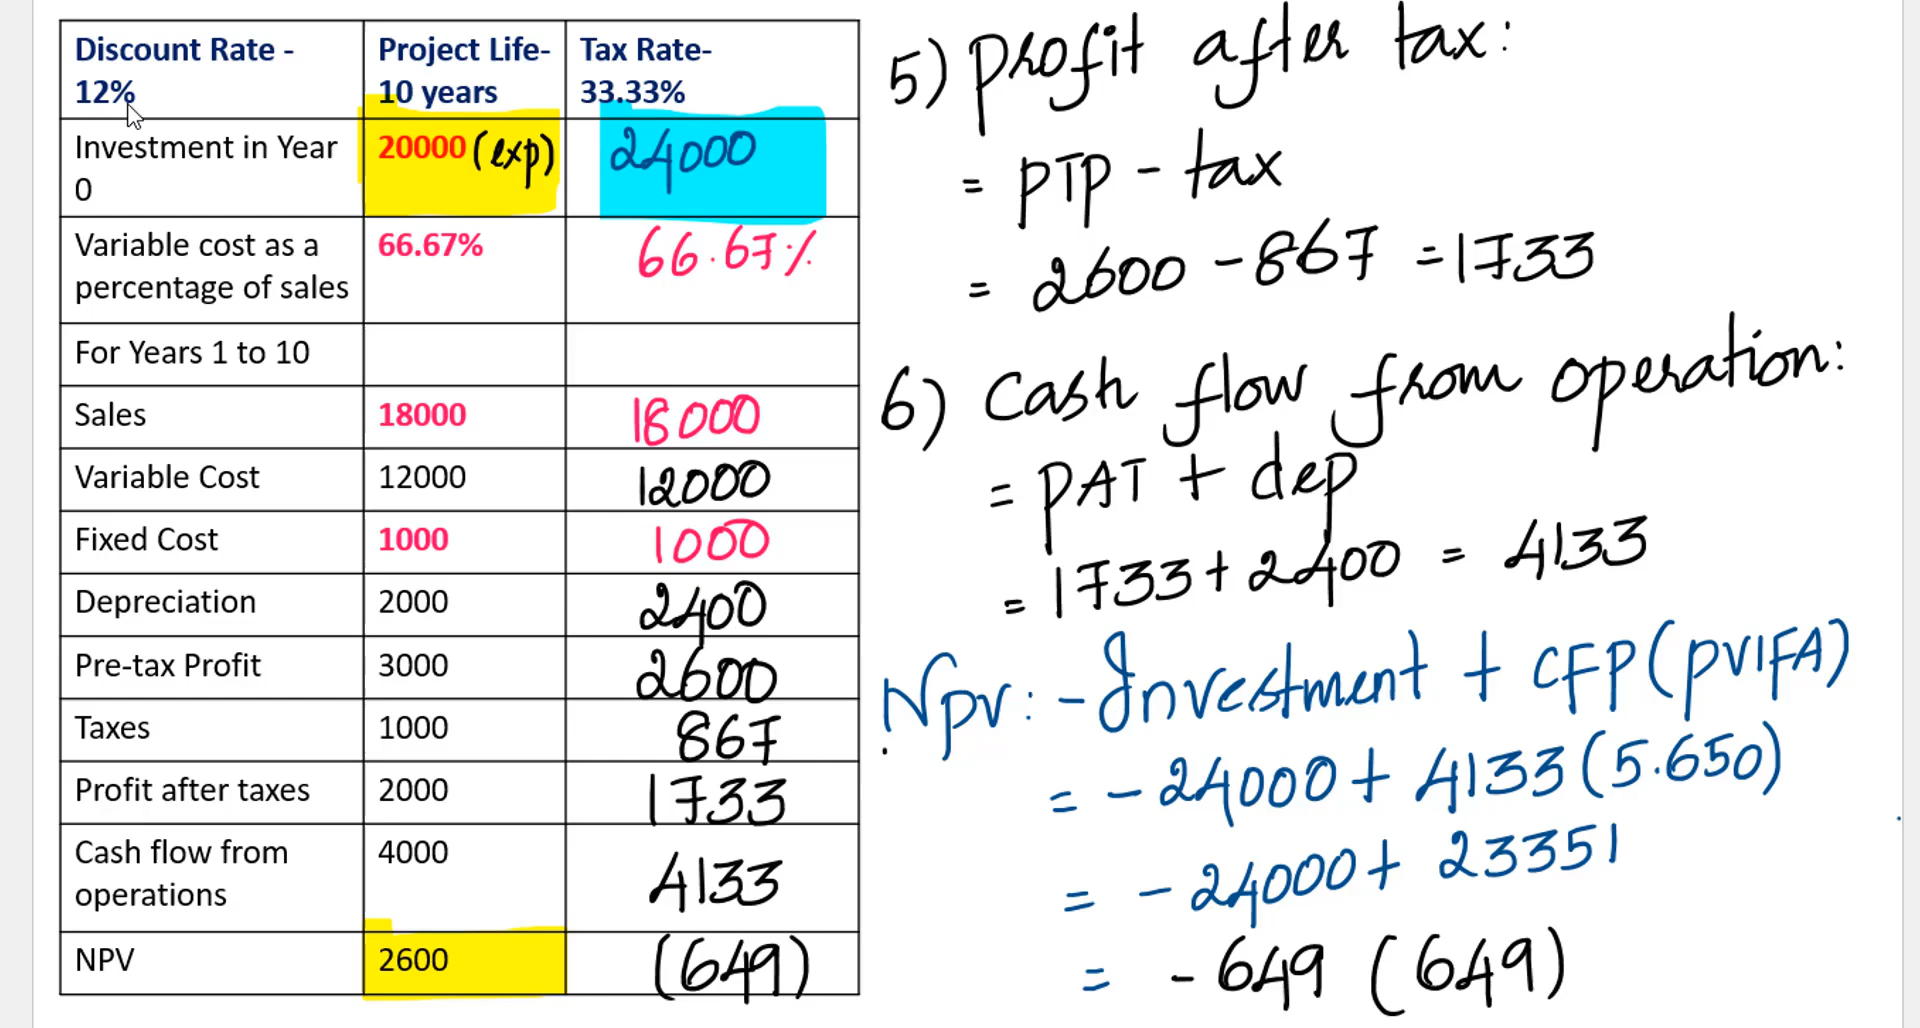 Discount Rate - 12% Project Life- 10 years Tax Rate- 33.33%
Investment in Year 0 20000 (exp) 24000
Variable cost as a percentage of sales 66.67% 66.67%
For Years 1 to 10
Sales 18000 18000
Variable Cost 12000 12000
Fixed Cost 1000 1000
Depreciation 2000 2400
Pre-tax Profit 3000 2600
Taxes 1000 867
Profit after taxes 2000 1733
Cash flow from operations 4000 4133
NPV 2600 (649)
5) Profit after tax:
= PTP - tax
= 2600 - 867 = 1733
6) Cash flow from operation:
= PAT + dep
= 1733 + 2400 = 4133
Npv: - Investment + CFP (PVIFA)
= - 24000 + 4133 (5.650)
= - 24000 + 23351
= - 649 (649)